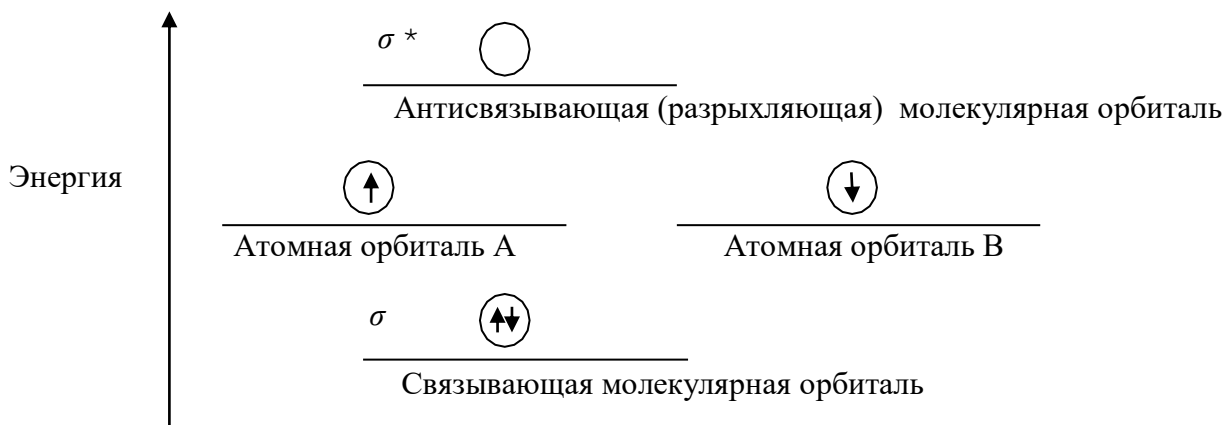 σ *
Антисвязывающая (разрыхляющая) молекулярная орбиталь
Энергия
Атомная орбиталь А
Атомная орбиталь В
σ
Связывающая молекулярная орбиталь